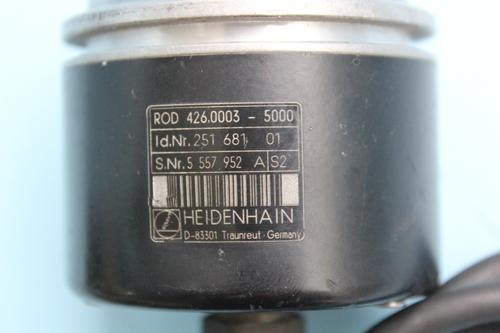 ROD 426.0003 - 5000
Id.Nr. 251 681 01
S.Nr. 5 557 952 A S2
HEIDENHAIN
D-83301 Traunreut · Germany